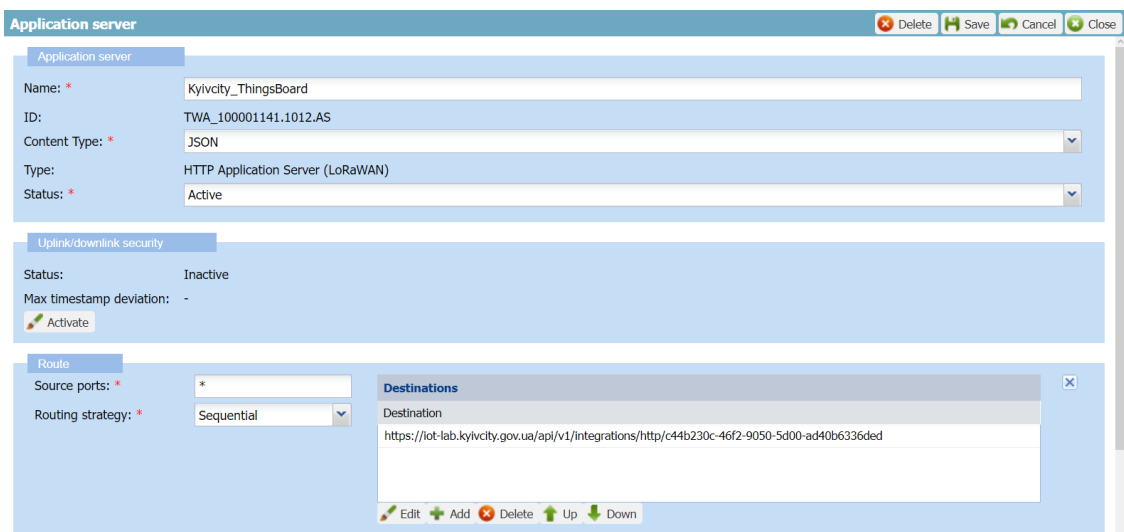 Application server
Delete Save Cancel Close
Application server
Name: * Kyivcity_ThingsBoard
ID: TWA_100001141.1012.AS
Content Type: * JSON
Type: HTTP Application Server (LoRaWAN)
Status: * Active
Uplink/downlink security
Status: Inactive
Max timestamp deviation: -
Activate
Route
Source ports: * *
Routing strategy: * Sequential
Destinations
Destination
https://iot-lab.kyivcity.gov.ua/api/v1/integrations/http/c44b230c-46f2-9050-5d00-ad40b6336ded
Edit Add Delete Up Down